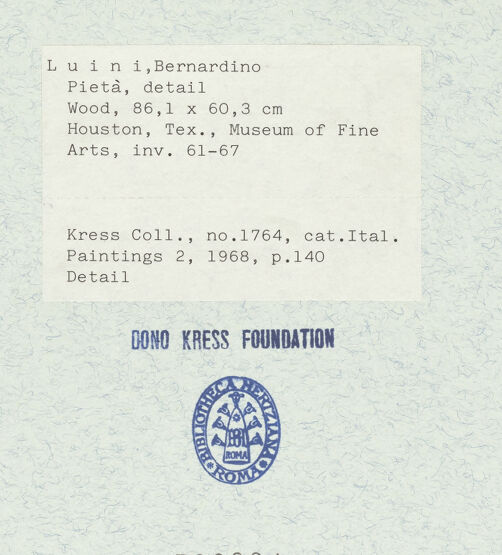 L u i n i,Bernardino
Pietà, detail
Wood, 86,1 x 60,3 cm
Houston, Tex., Museum of Fine
Arts, inv. 61-67
Kress Coll., no.1764, cat.Ital.
Paintings 2, 1968, p.140
Detail
DONO KRESS FOUNDATION
BIBLIOTHECA HERTZIANA
ROMA
ROMA